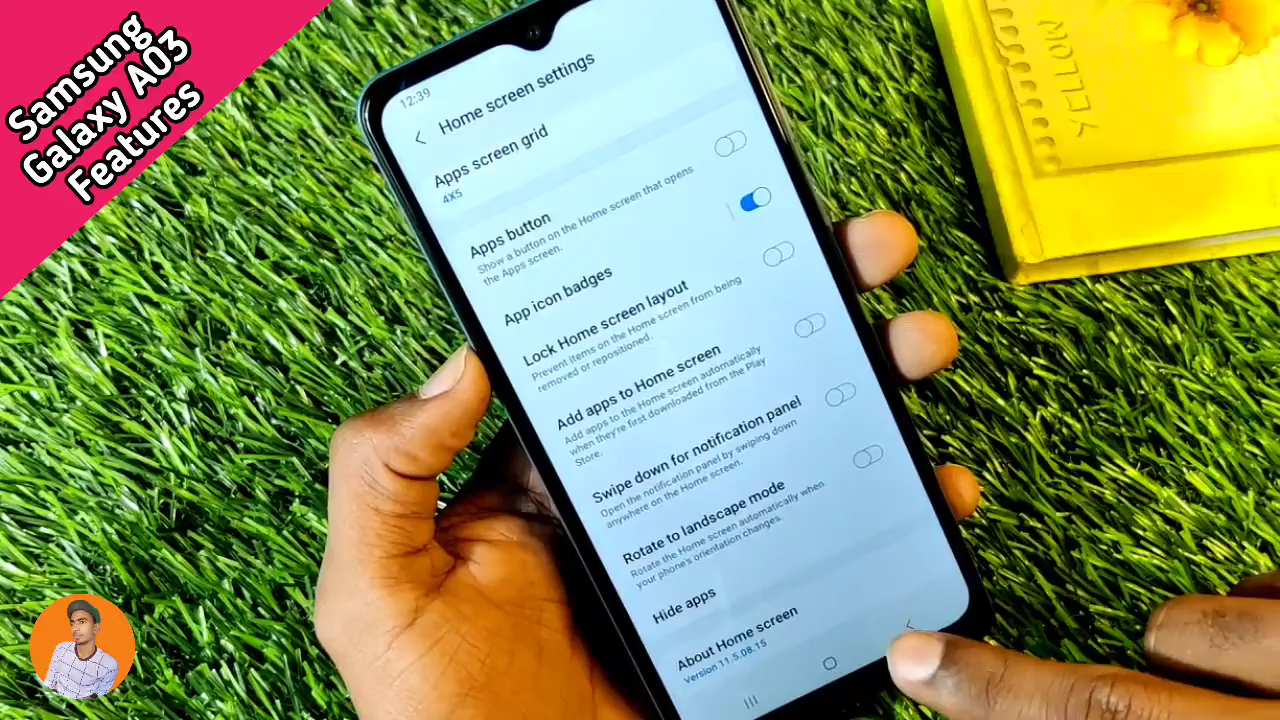 Samsung
Galaxy A03
Features
12:39
Home screen settings
Apps screen grid
4X5
Apps button
Show a button on the Home screen that opens
the Apps screen.
App icon badges
Lock Home screen layout
Prevent items on the Home screen from being
removed or repositioned.
Add apps to Home screen
Add apps to the Home screen automatically
when they're first downloaded from the Play
Store.
Swipe down for notification panel
Open the notification panel by swiping down
anywhere on the Home screen.
Rotate to landscape mode
Rotate the Home screen automatically when
your phone's orientation changes.
Hide apps
About Home screen
Version 11.5.08.15
YELLOW